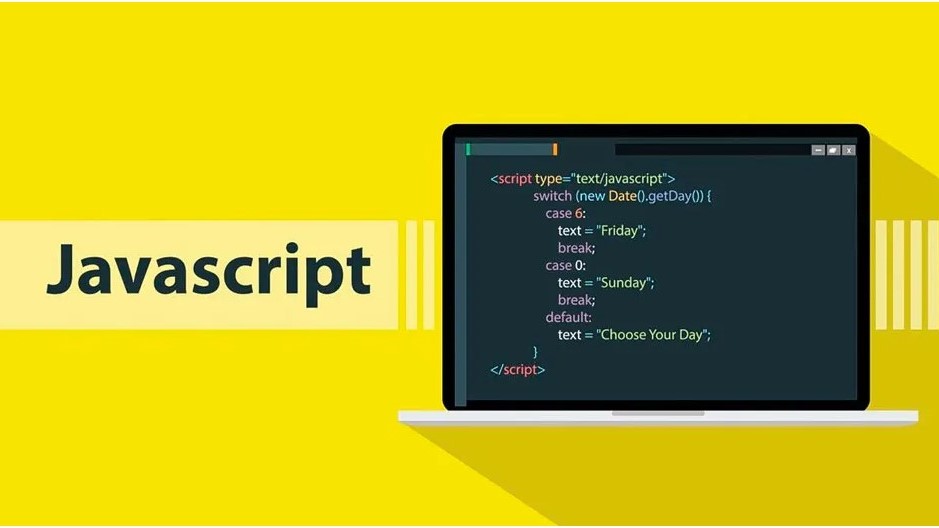 Javascript
<script type="text/javascript">
switch (new Date().getDay()) {
case 6:
text = "Friday";
break;
case 0:
text = "Sunday";
break;
default:
text = "Choose Your Day";
}
</script>